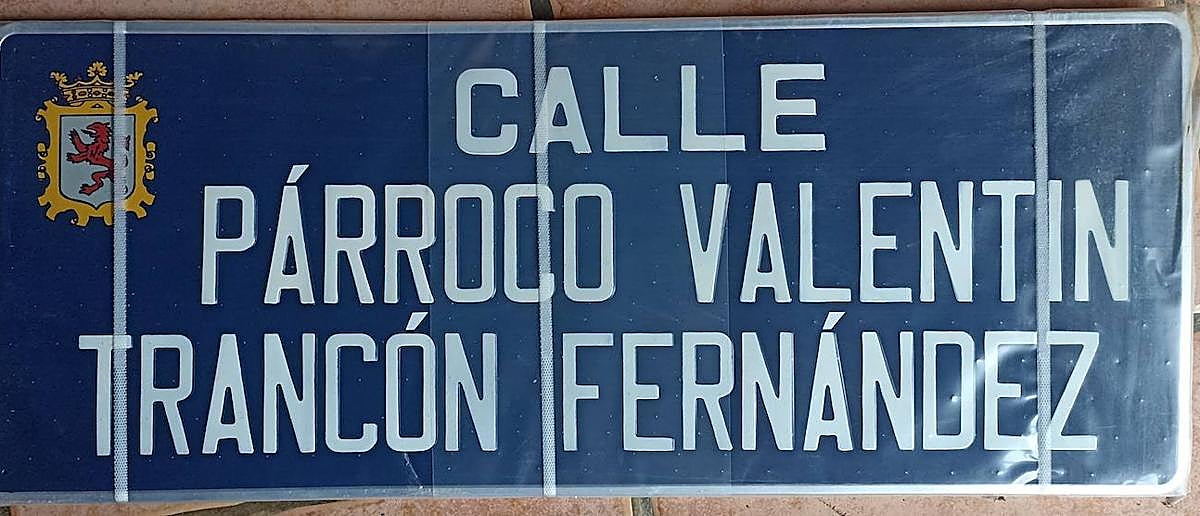 CALLE
PÁRROCO VALENTIN
TRANCÓN FERNÁNDEZ